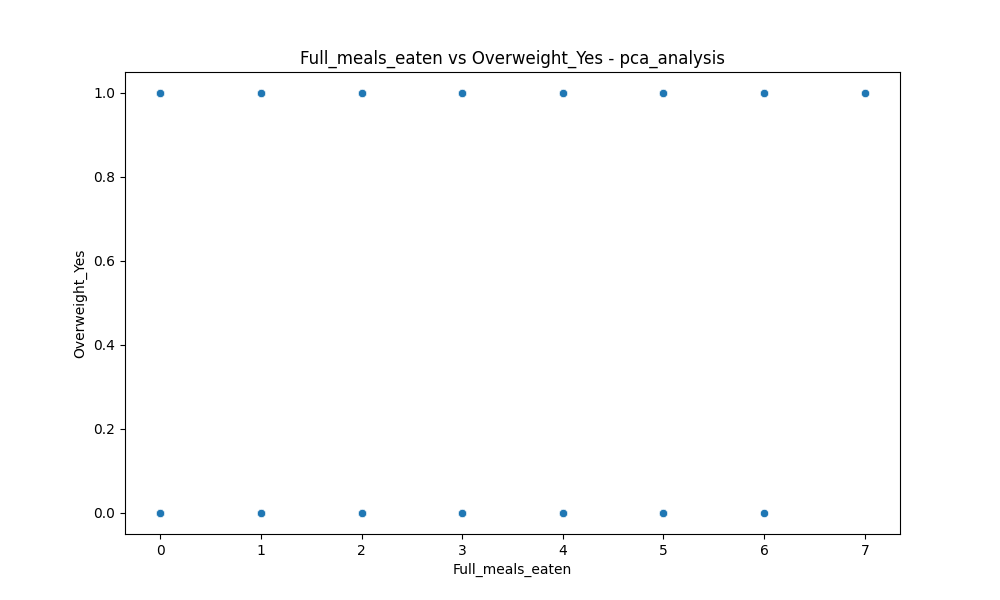 Full_meals_eaten vs Overweight_Yes - pca_analysis
1.0
0.8
0.6
0.4
0.2
0.0
Overweight_Yes
0 1 2 3 4 5 6 7
Full_meals_eaten